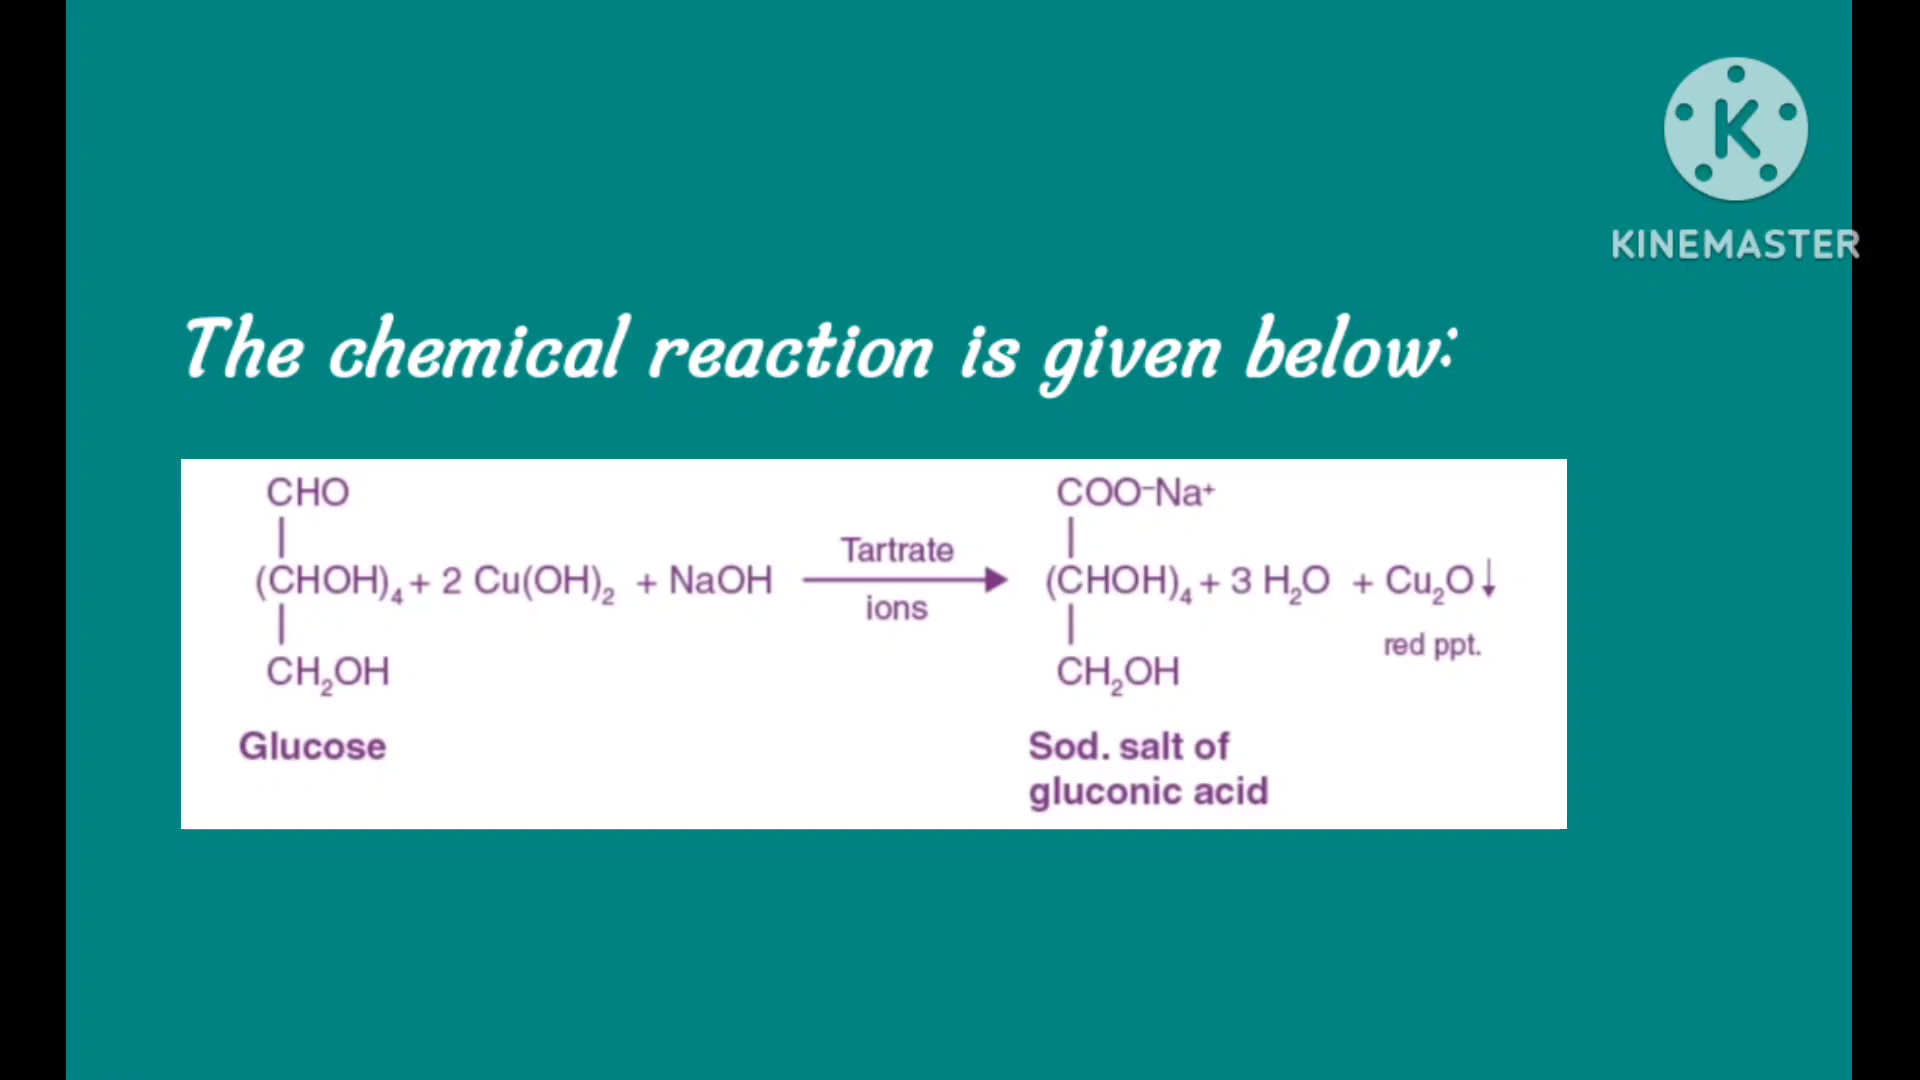 K
KINEMASTER
The chemical reaction is given below:
CHO
|
(CHOH)₄ + 2 Cu(OH)₂ + NaOH
|
CH₂OH
Glucose
Tartrate
ions
COO⁻Na⁺
|
(CHOH)₄ + 3 H₂O + Cu₂O↓
|
red ppt.
CH₂OH
Sod. salt of
gluconic acid